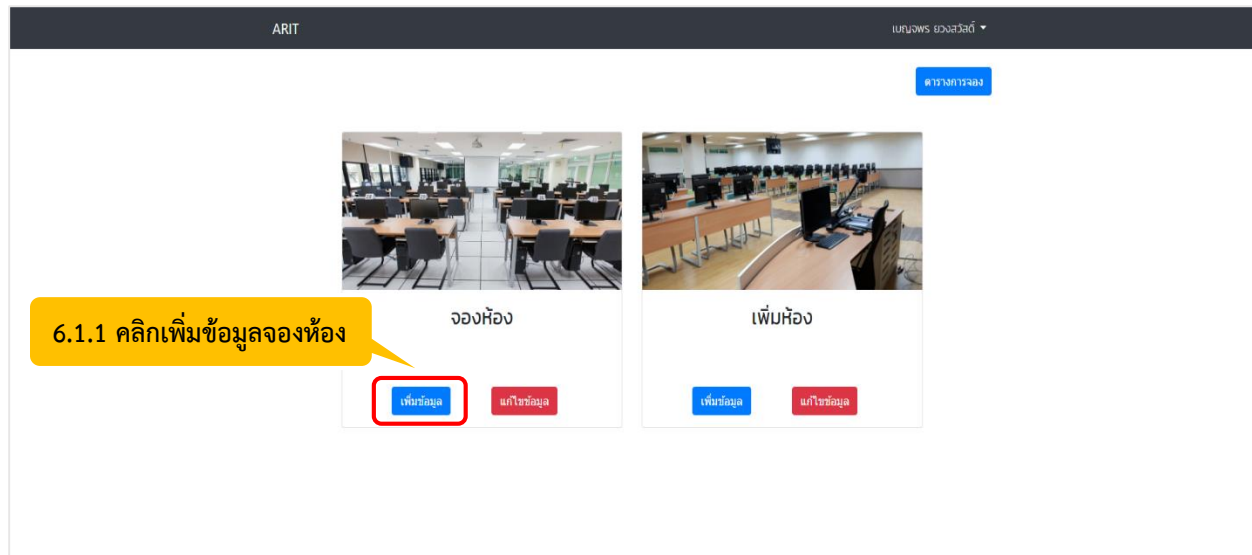 ARIT
เบญจพร ยวงสวัสดิ์
ตารางการจอง
จองห้อง
เพิ่มห้อง
6.1.1 คลิกเพิ่มข้อมูลจองห้อง
เพิ่มข้อมูล
แก้ไขข้อมูล
เพิ่มข้อมูล
แก้ไขข้อมูล